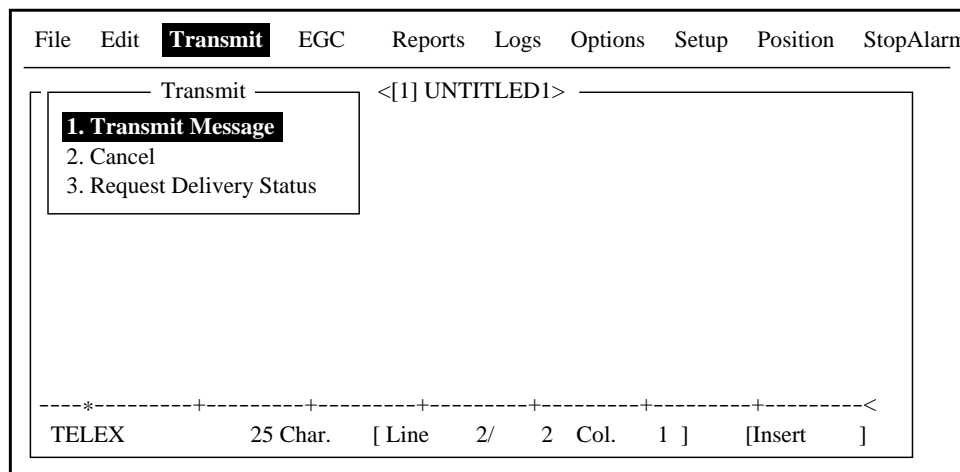 File Edit Transmit EGC Reports Logs Options Setup Position StopAlarm
Transmit <[1] UNTITLED1>
1. Transmit Message
2. Cancel
3. Request Delivery Status
----*---------+---------+---------+---------+---------+---------+---------<
TELEX 25 Char. [ Line 2/ 2 Col. 1 ] [Insert ]